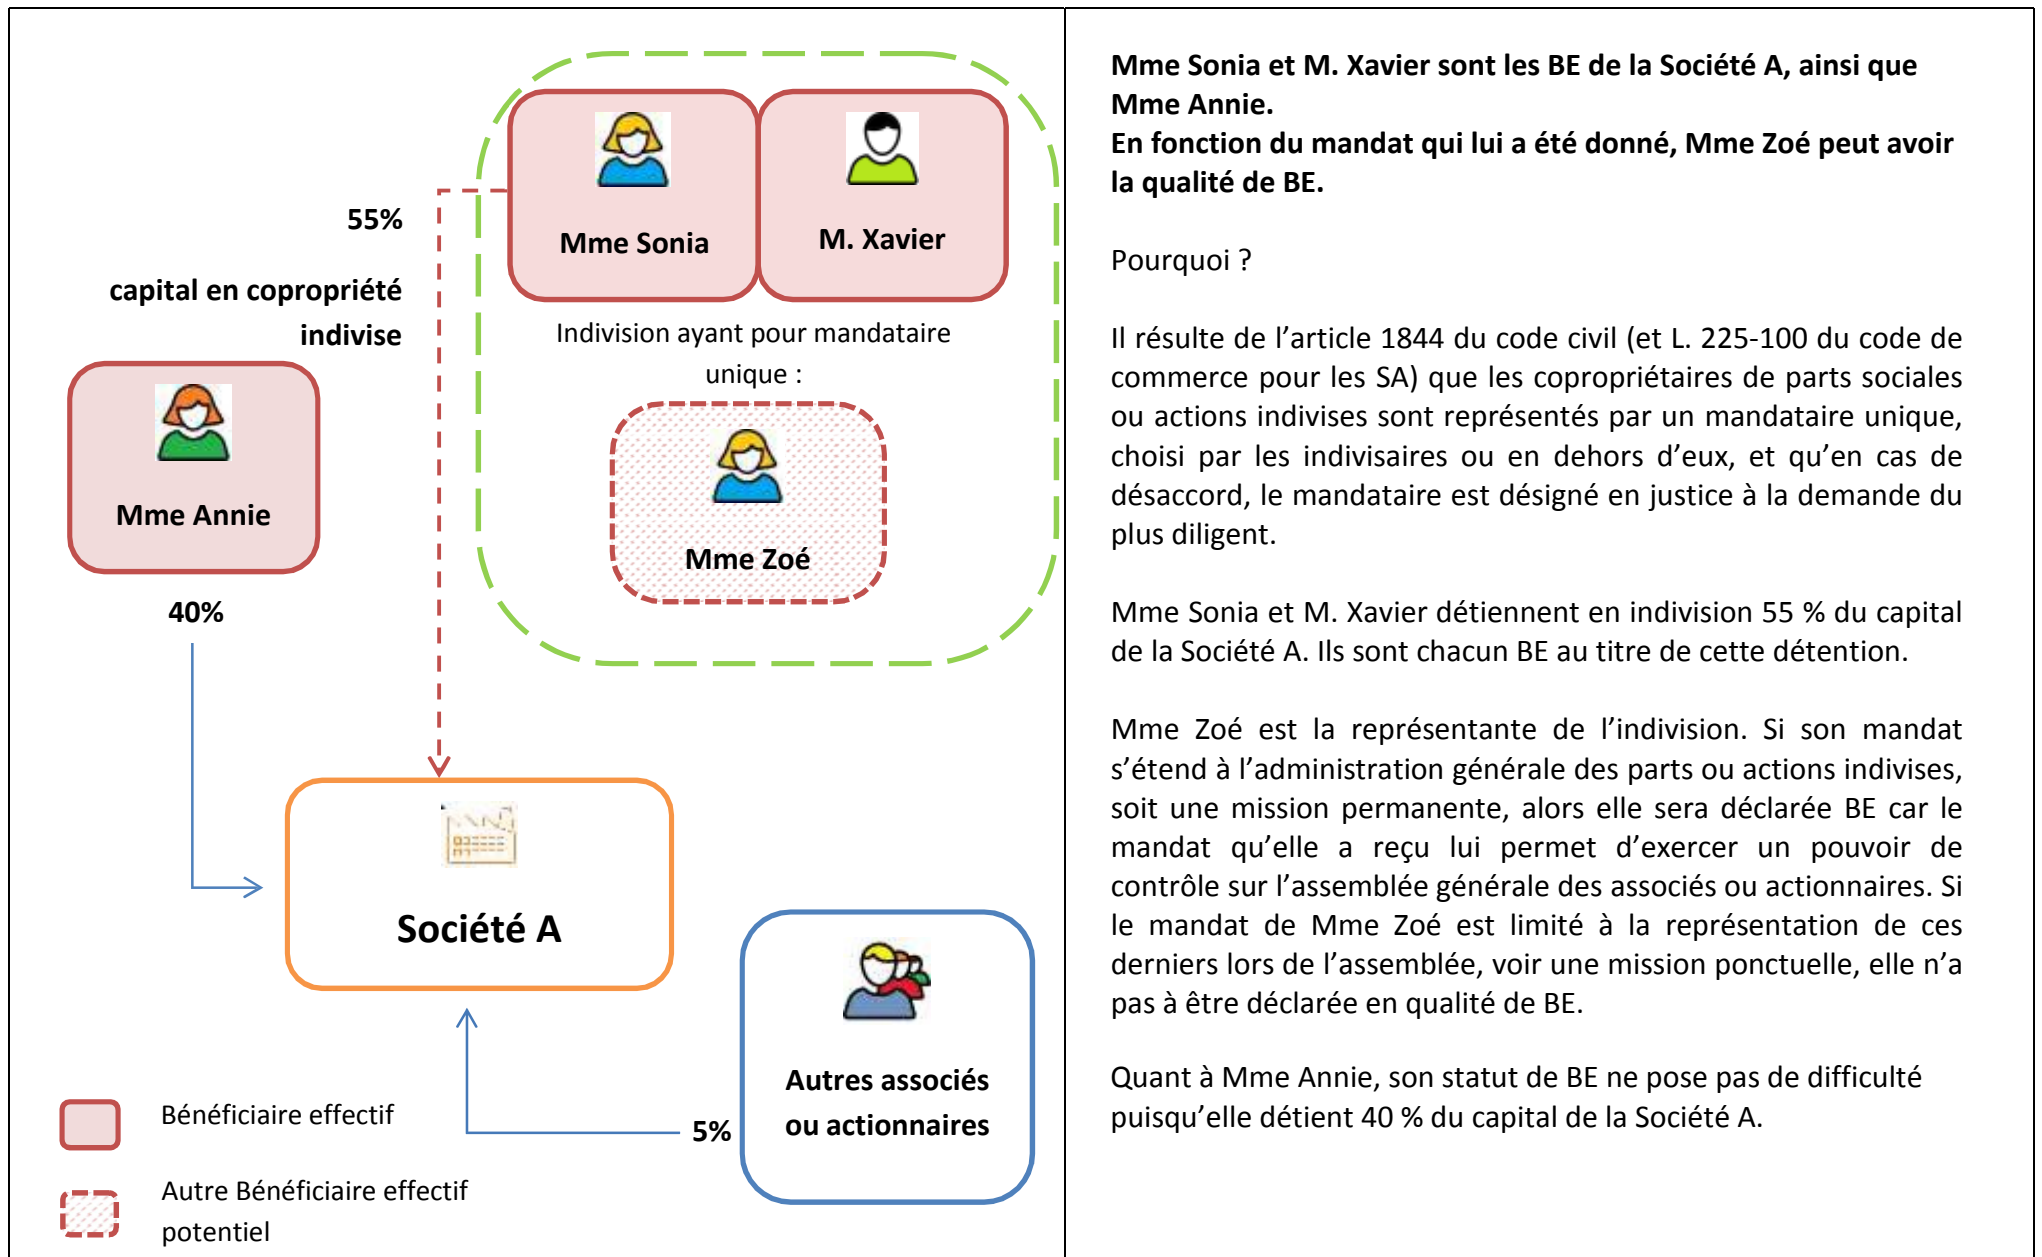 55%
capital en copropriété
indivise
Mme Sonia
M. Xavier
Indivision ayant pour mandataire
unique :
Mme Zoé
Mme Annie
40%
Société A
Autres associés
ou actionnaires
5%
Bénéficiaire effectif
Autre Bénéficiaire effectif
potentiel
Mme Sonia et M. Xavier sont les BE de la Société A, ainsi que
Mme Annie.
En fonction du mandat qui lui a été donné, Mme Zoé peut avoir
la qualité de BE.
Pourquoi ?
Il résulte de l’article 1844 du code civil (et L. 225-100 du code de
commerce pour les SA) que les copropriétaires de parts sociales
ou actions indivises sont représentés par un mandataire unique,
choisi par les indivisaires ou en dehors d’eux, et qu’en cas de
désaccord, le mandataire est désigné en justice à la demande du
plus diligent.
Mme Sonia et M. Xavier détiennent en indivision 55 % du capital
de la Société A. Ils sont chacun BE au titre de cette détention.
Mme Zoé est la représentante de l’indivision. Si son mandat
s’étend à l’administration générale des parts ou actions indivises,
soit une mission permanente, alors elle sera déclarée BE car le
mandat qu’elle a reçu lui permet d’exercer un pouvoir de
contrôle sur l’assemblée générale des associés ou actionnaires. Si
le mandat de Mme Zoé est limité à la représentation de ces
derniers lors de l’assemblée, voir une mission ponctuelle, elle n’a
pas à être déclarée en qualité de BE.
Quant à Mme Annie, son statut de BE ne pose pas de difficulté
puisqu’elle détient 40 % du capital de la Société A.